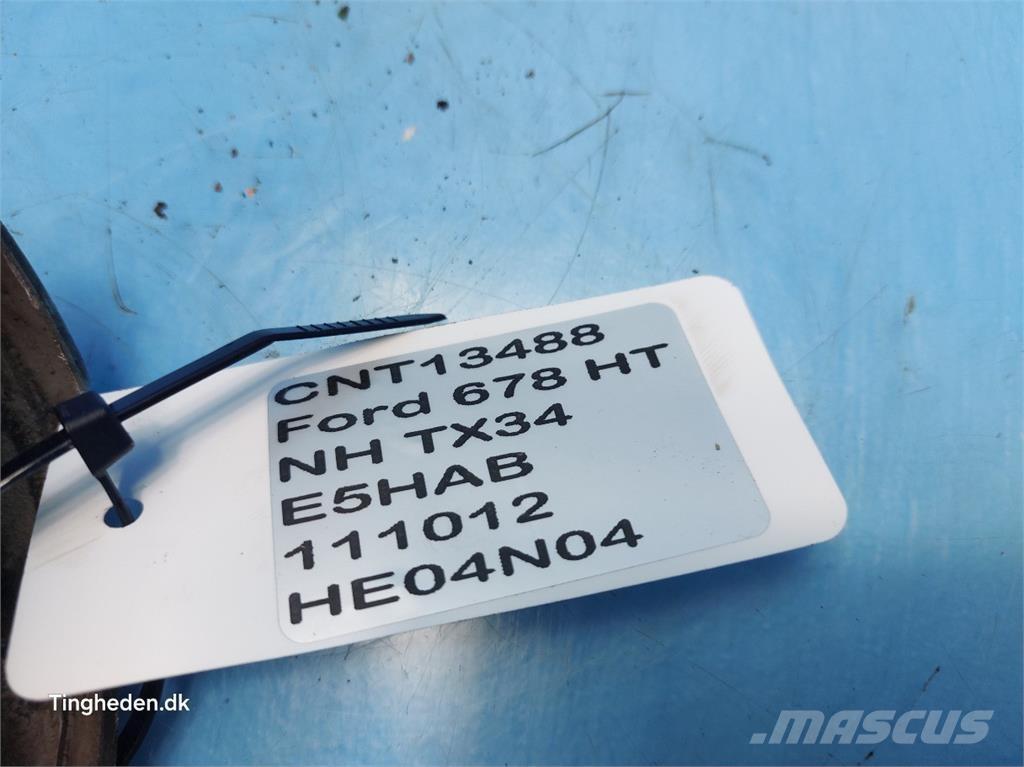 CNT13488
Ford 678 HT
NH TX34
E5HAB
111012
HE04N04
Tingheden.dk
MASCUS